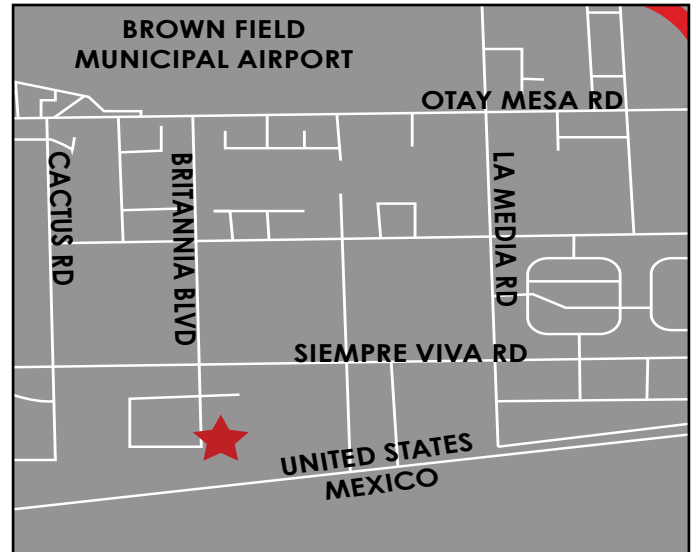 BROWN FIELD
MUNICIPAL AIRPORT
OTAY MESA RD
CACTUS RD
BRITANNIA BLVD
LA MEDIA RD
SIEMPRE VIVA RD
UNITED STATES
MEXICO